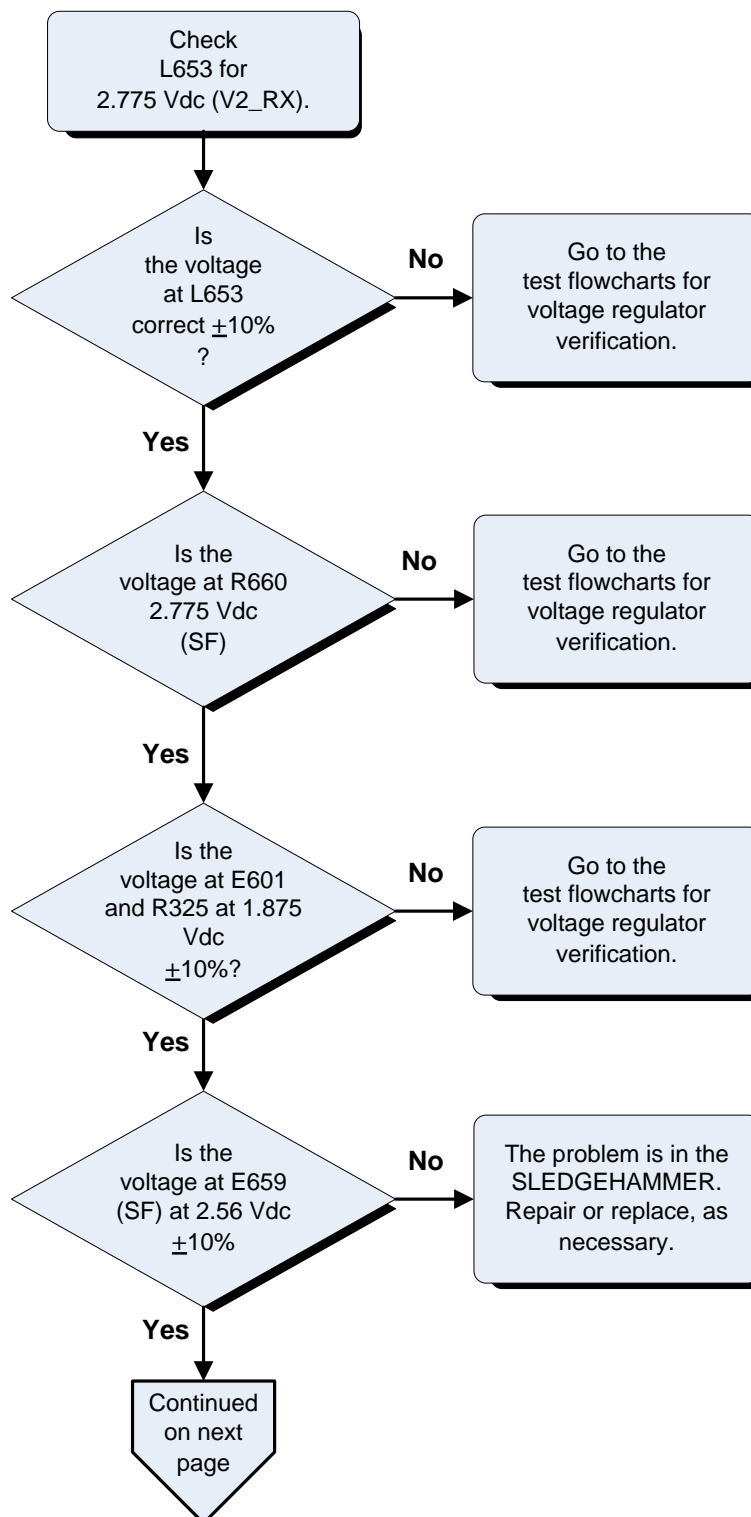 Check
L653 for
2.775 Vdc (V2_RX).
Is
the voltage
at L653
correct ±10%
?
No
Go to the
test flowcharts for
voltage regulator
verification.
Yes
Is the
voltage at R660
2.775 Vdc
(SF)
No
Go to the
test flowcharts for
voltage regulator
verification.
Yes
Is the
voltage at E601
and R325 at 1.875
Vdc
±10%?
No
Go to the
test flowcharts for
voltage regulator
verification.
Yes
Is the
voltage at E659
(SF) at 2.56 Vdc
±10%
No
The problem is in the
SLEDGEHAMMER.
Repair or replace, as
necessary.
Yes
Continued
on next
page